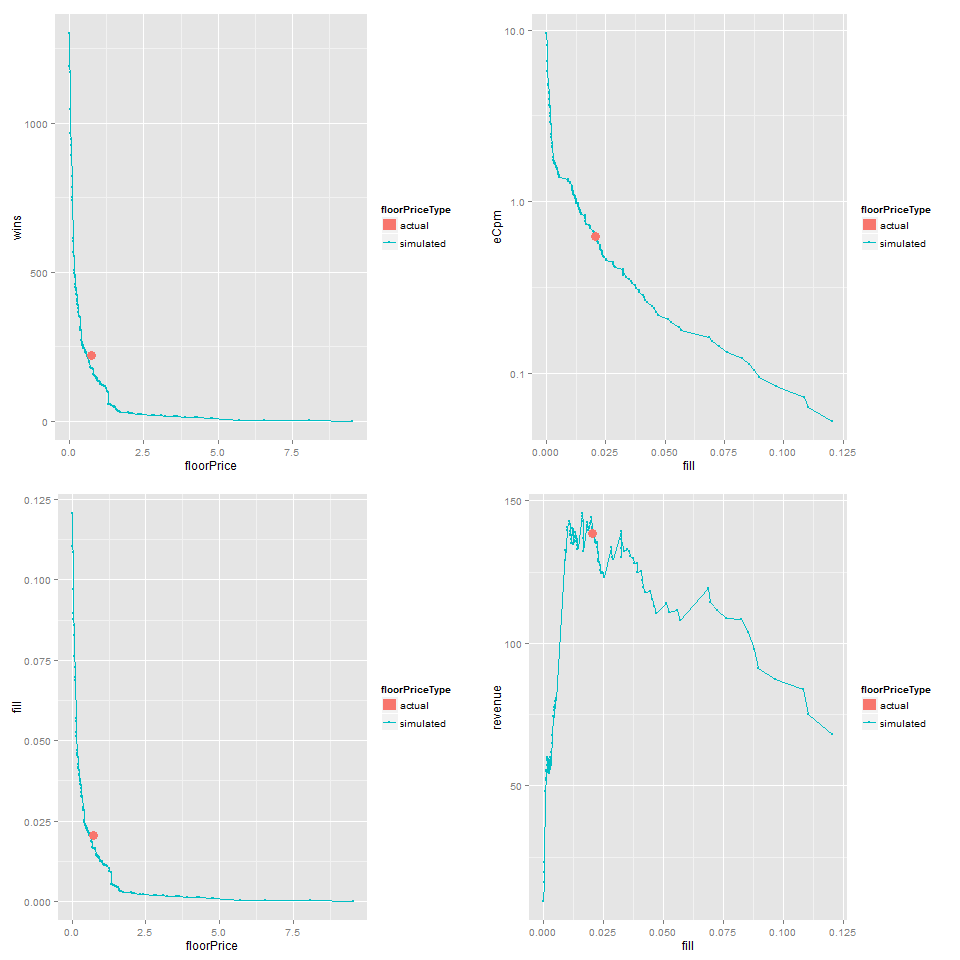 1000
500
0
wins
0.0 2.5 5.0 7.5
floorPrice
floorPriceType
actual
simulated
10.0
1.0
0.1
eCpm
0.000 0.025 0.050 0.075 0.100 0.125
fill
floorPriceType
actual
simulated
0.125
0.100
0.075
0.050
0.025
0.000
fill
0.0 2.5 5.0 7.5
floorPrice
floorPriceType
actual
simulated
150
100
50
revenue
0.000 0.025 0.050 0.075 0.100 0.125
fill
floorPriceType
actual
simulated